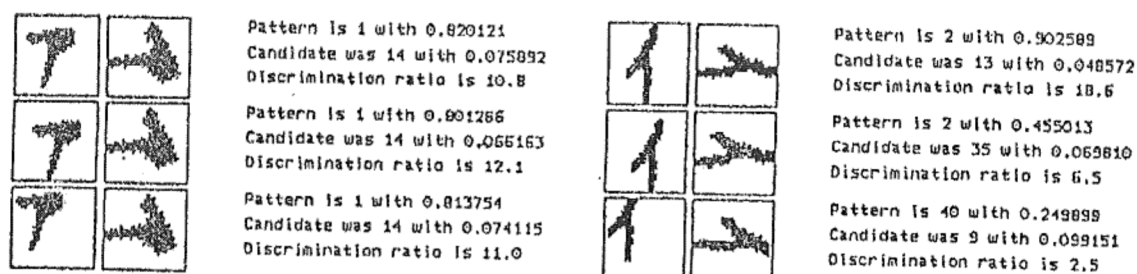 Pattern is 1 with 0.820121
Candidate was 14 with 0.075892
Discrimination ratio is 10.8
Pattern is 1 with 0.801266
Candidate was 14 with 0.066163
Discrimination ratio is 12.1
Pattern is 1 with 0.813754
Candidate was 14 with 0.074115
Discrimination ratio is 11.0
Pattern is 2 with 0.902589
Candidate was 13 with 0.048572
Discrimination ratio is 18.6
Pattern is 2 with 0.455013
Candidate was 35 with 0.069810
Discrimination ratio is 6.5
Pattern is 40 with 0.249899
Candidate was 9 with 0.099151
Discrimination ratio is 2.5